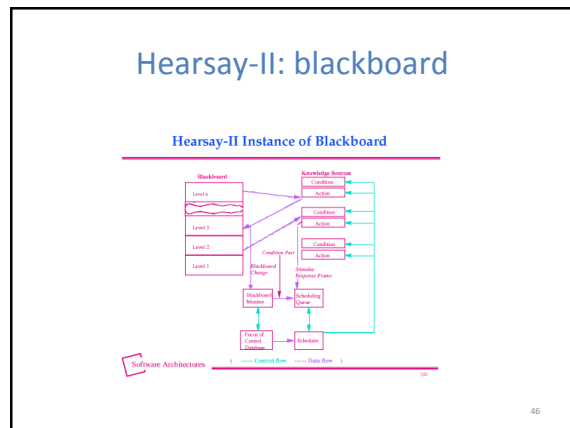 Hearsay-II: blackboard
Hearsay-II Instance of Blackboard
Blackboard
Knowledge Sources
Level n
Level 3
Level 2
Level 1
Condition
Action
Condition
Action
Condition
Action
Condition Part
Blackboard
Change
Stimulus
Response Frame
Blackboard
Monitor
Scheduling
Queue
Focus of
Control
Database
Scheduler
( ------ Control flow ------ Data flow )
Software Architectures
46